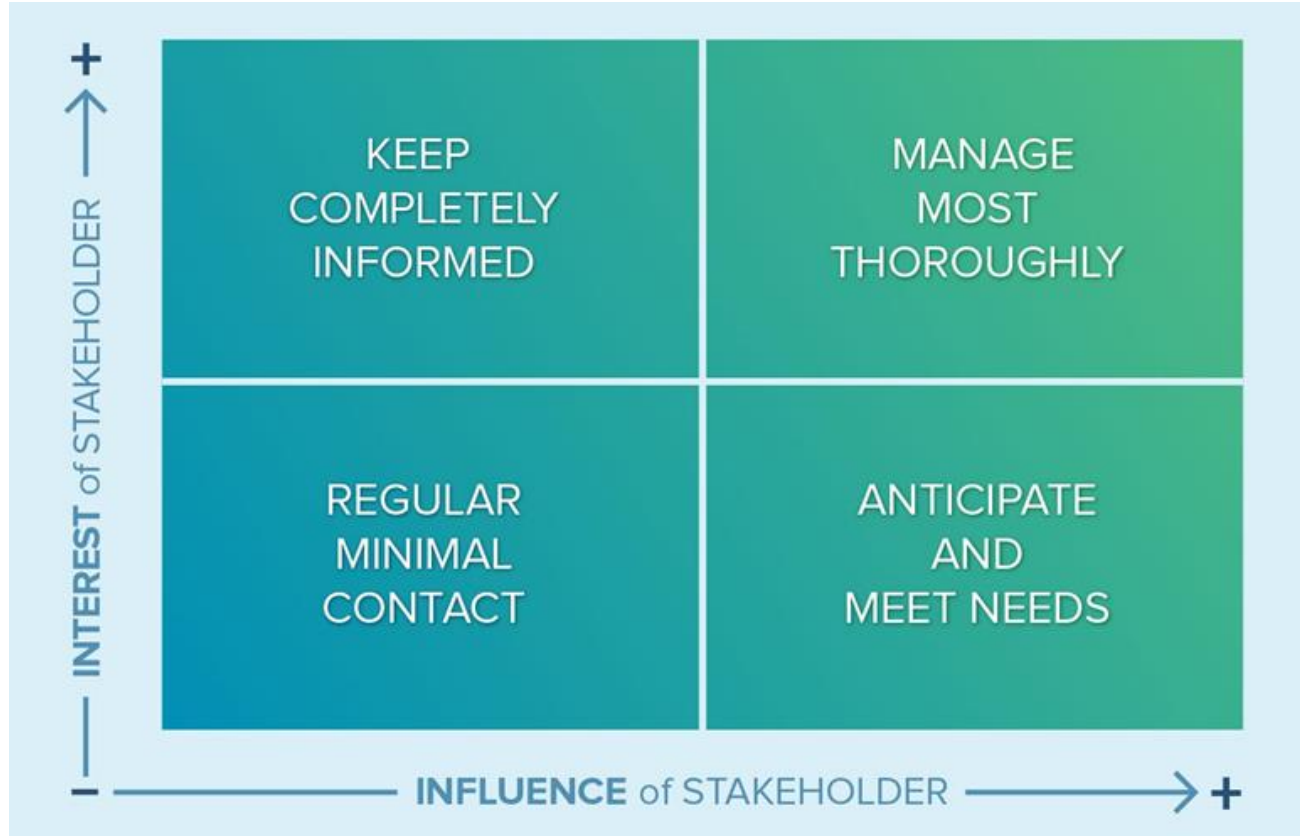 +
KEEP
COMPLETELY
INFORMED
MANAGE
MOST
THOROUGHLY
INTEREST of STAKEHOLDER
REGULAR
MINIMAL
CONTACT
ANTICIPATE
AND
MEET NEEDS
−
INFLUENCE of STAKEHOLDER
+